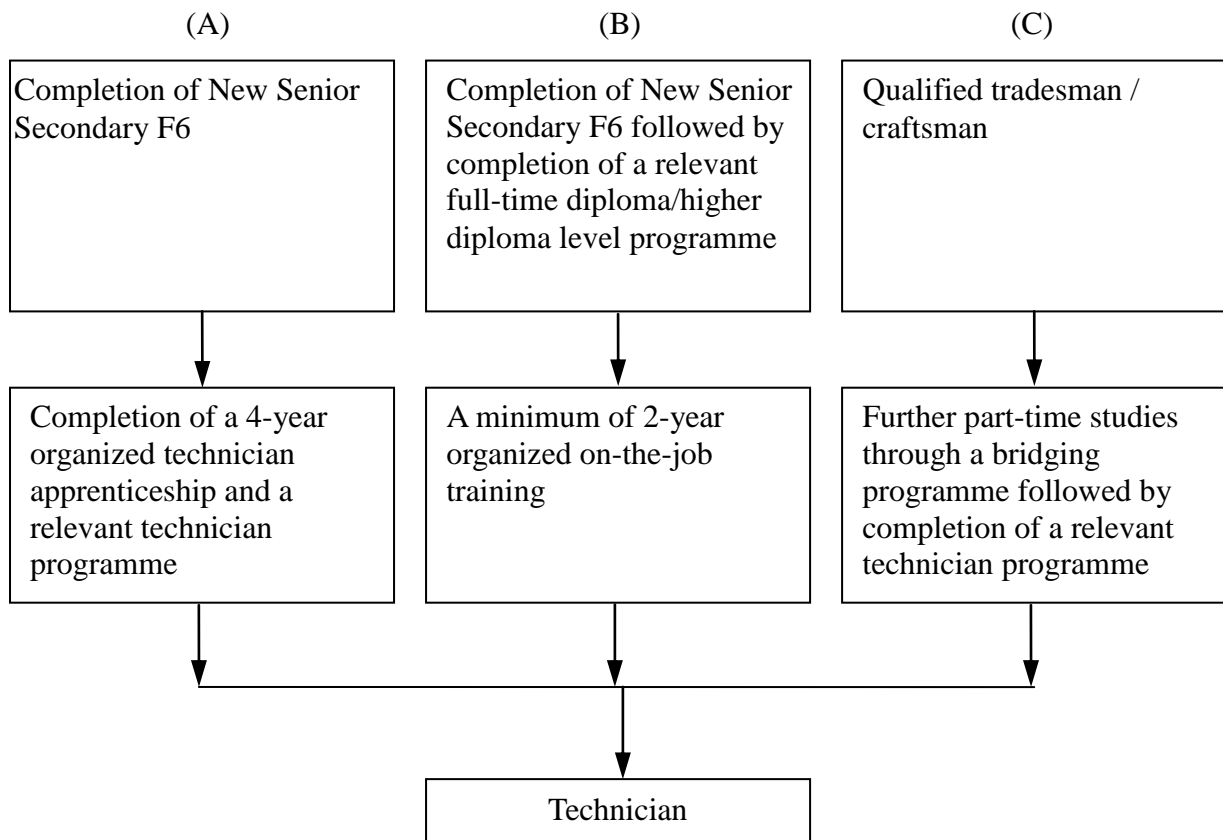 (A)
(B)
(C)
Completion of New Senior
Secondary F6
Completion of New Senior
Secondary F6 followed by
completion of a relevant
full-time diploma/higher
diploma level programme
Qualified tradesman /
craftsman
Completion of a 4-year
organized technician
apprenticeship and a
relevant technician
programme
A minimum of 2-year
organized on-the-job
training
Further part-time studies
through a bridging
programme followed by
completion of a relevant
technician programme
Technician